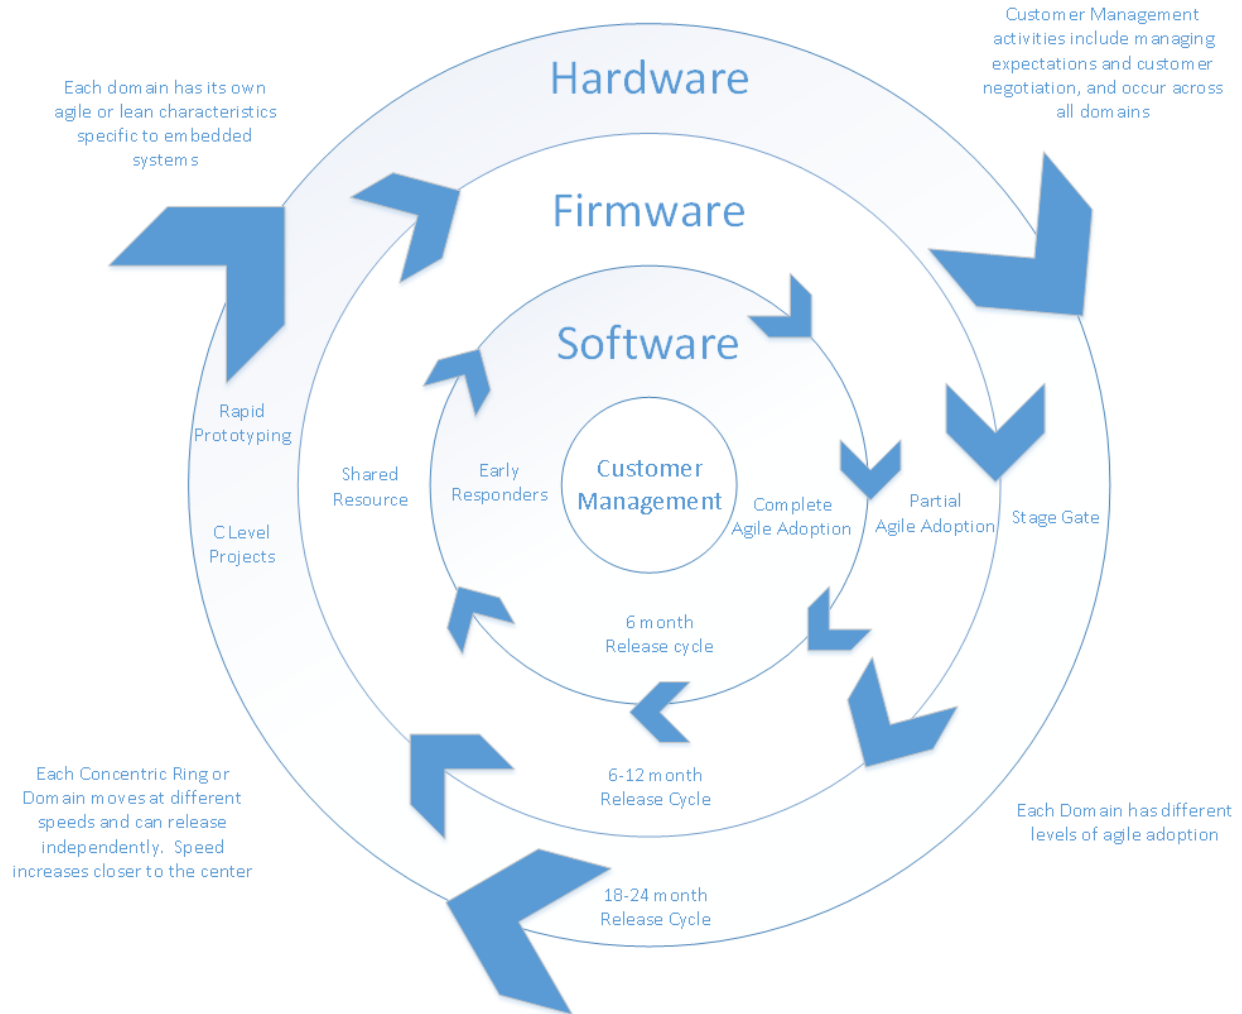 Customer Management
activities include managing
expectations and customer
negotiation, and occur across
all domains
Each domain has its own
agile or lean characteristics
specific to embedded
systems
Hardware
Firmware
Software
Customer
Management
Rapid
Prototyping
C Level
Projects
Shared
Resource
Early
Responders
Complete
Agile Adoption
Partial
Agile Adoption
Stage Gate
6 month
Release cycle
6-12 month
Release Cycle
18-24 month
Release Cycle
Each Concentric Ring or
Domain moves at different
speeds and can release
independently. Speed
increases closer to the center
Each Domain has different
levels of agile adoption